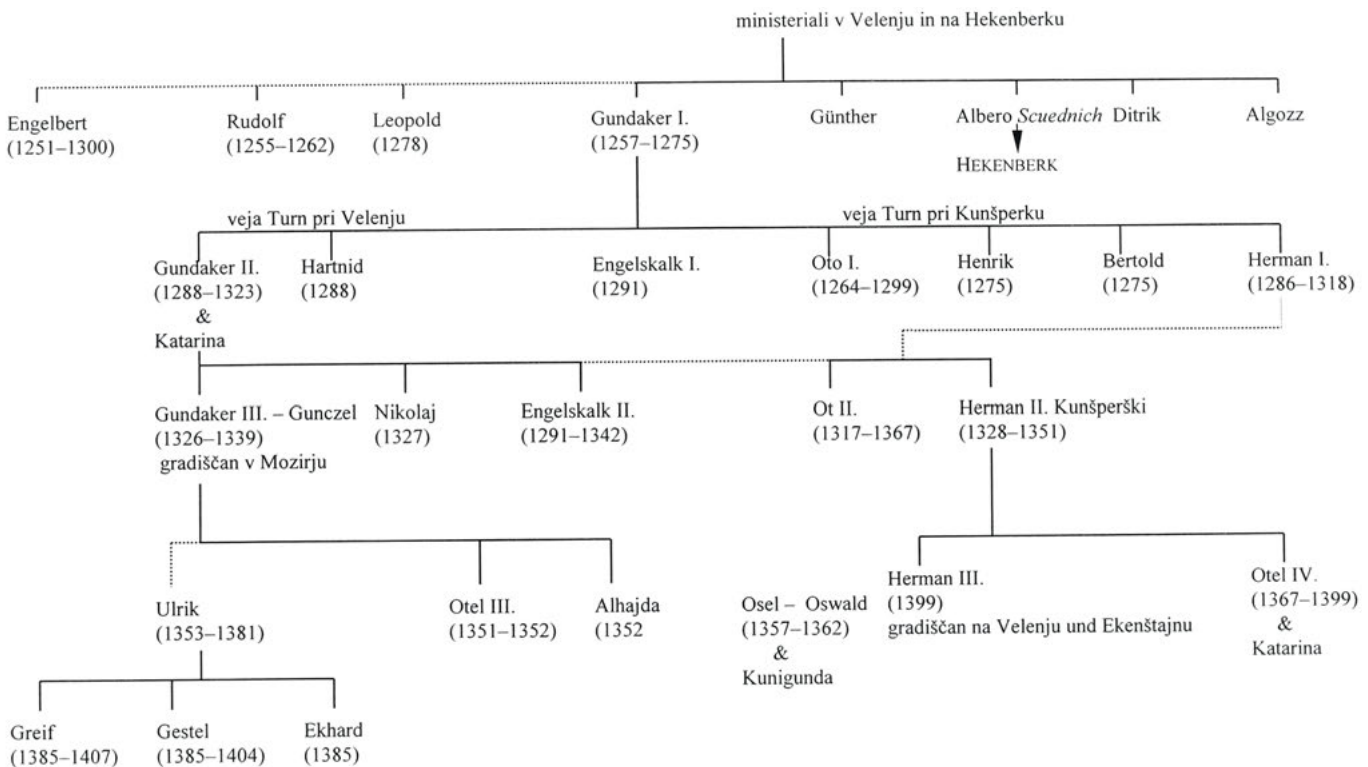 ministeriali v Velenju in na Hekenberku
Engelbert
(1251–1300)
Rudolf
(1255–1262)
Leopold
(1278)
Gundaker I.
(1257–1275)
Günther
Albero Scuednich
HEKENBERK
Ditrik
Algozz
veja Turn pri Velenju
veja Turn pri Kunšperku
Gundaker II.
(1288–1323)
&
Katarina
Hartnid
(1288)
Engelskalk I.
(1291)
Oto I.
(1264–1299)
Henrik
(1275)
Bertold
(1275)
Herman I.
(1286–1318)
Gundaker III. – Gunczel
(1326–1339)
gradiščan v Mozirju
Nikolaj
(1327)
Engelskalk II.
(1291–1342)
Ot II.
(1317–1367)
Herman II. Kunšperški
(1328–1351)
Ulrik
(1353–1381)
Otel III.
(1351–1352)
Alhajda
(1352
Osel – Oswald
(1357–1362)
&
Kunigunda
Herman III.
(1399)
gradiščan na Velenju und Ekenštajnu
Otel IV.
(1367–1399)
&
Katarina
Greif
(1385–1407)
Gestel
(1385–1404)
Ekhard
(1385)